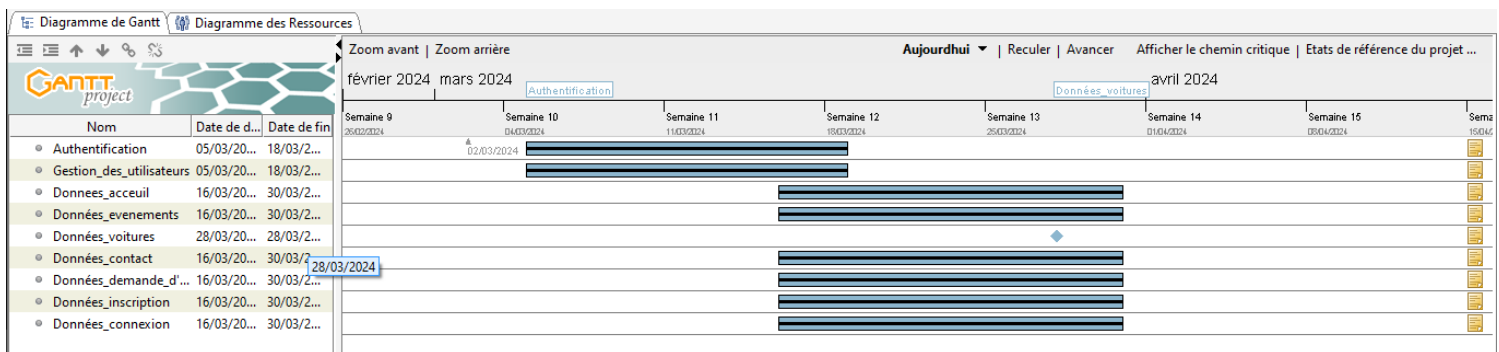 Diagramme de Gantt Diagramme des Ressources
Zoom avant | Zoom arrière Aujourdhui | Reculer | Avancer Afficher le chemin critique | Etats de référence du projet ...
GANTT project
février 2024 mars 2024 avril 2024
Authentification Données_voitures
Semaine 9 Semaine 10 Semaine 11 Semaine 12 Semaine 13 Semaine 14 Semaine 15 Sema
26/02/2024 04/03/2024 11/03/2024 18/03/2024 25/03/2024 01/04/2024 08/04/2024 15/04/2
Nom Date de d... Date de fin
Authentification 05/03/20... 18/03/2...
02/03/2024
Gestion_des_utilisateurs 05/03/20... 18/03/2...
Donnees_acceuil 16/03/20... 30/03/2...
Données_evenements 16/03/20... 30/03/2...
Données_voitures 28/03/20... 28/03/2...
Données_contact 16/03/20... 30/03/2...
28/03/2024
Données_demande_d'... 16/03/20... 30/03/2...
Données_inscription 16/03/20... 30/03/2...
Données_connexion 16/03/20... 30/03/2...